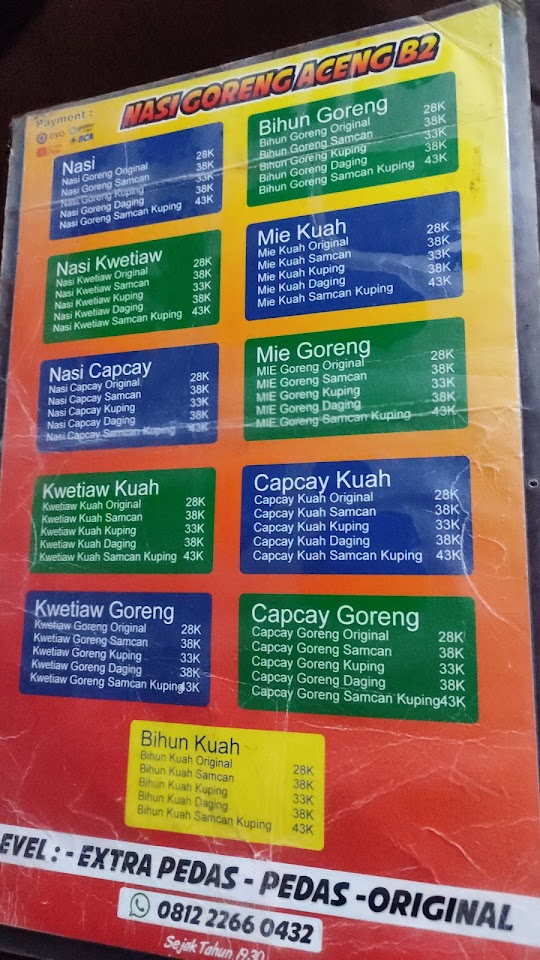 NASI GORENG ACENG B2
Payment :
OVO
BCA
Nasi
Nasi Goreng Original 28K
Nasi Goreng Samcan 38K
Nasi Goreng Kuping 33K
Nasi Goreng Daging 38K
Nasi Goreng Samcan Kuping 43K
Nasi Kwetiaw
Nasi Kwetiaw Original 28K
Nasi Kwetiaw Samcan 38K
Nasi Kwetiaw Kuping 33K
Nasi Kwetiaw Daging 38K
Nasi Kwetiaw Samcan Kuping 43K
Nasi Capcay
Nasi Capcay Original 28K
Nasi Capcay Samcan 38K
Nasi Capcay Kuping 33K
Nasi Capcay Daging 38K
Nasi Capcay Samcan Kuping 43K
Kwetiaw Kuah
Kwetiaw Kuah Original 28K
Kwetiaw Kuah Samcan 38K
Kwetiaw Kuah Kuping 33K
Kwetiaw Kuah Daging 38K
Kwetiaw Kuah Samcan Kuping 43K
Kwetiaw Goreng
Kwetiaw Goreng Original 28K
Kwetiaw Goreng Samcan 38K
Kwetiaw Goreng Kuping 33K
Kwetiaw Goreng Daging 38K
Kwetiaw Goreng Samcan Kuping 43K
Bihun Goreng
Bihun Goreng Original 28K
Bihun Goreng Samcan 38K
Bihun Goreng Kuping 33K
Bihun Goreng Daging 38K
Bihun Goreng Samcan Kuping 43K
Mie Kuah
Mie Kuah Original 28K
Mie Kuah Samcan 38K
Mie Kuah Kuping 33K
Mie Kuah Daging 38K
Mie Kuah Samcan Kuping 43K
Mie Goreng
MIE Goreng Original 28K
MIE Goreng Samcan 38K
MIE Goreng Kuping 33K
MIE Goreng Daging 38K
MIE Goreng Samcan Kuping 43K
Capcay Kuah
Capcay Kuah Original 28K
Capcay Kuah Samcan 38K
Capcay Kuah Kuping 33K
Capcay Kuah Daging 38K
Capcay Kuah Samcan Kuping 43K
Capcay Goreng
Capcay Goreng Original 28K
Capcay Goreng Samcan 38K
Capcay Goreng Kuping 33K
Capcay Goreng Daging 38K
Capcay Goreng Samcan Kuping 43K
Bihun Kuah
Bihun Kuah Original 28K
Bihun Kuah Samcan 38K
Bihun Kuah Kuping 33K
Bihun Kuah Daging 38K
Bihun Kuah Samcan Kuping 43K
EVEL : - EXTRA PEDAS - PEDAS -ORIGINAL
0812 2266 0432
Sejak Tahun 1930